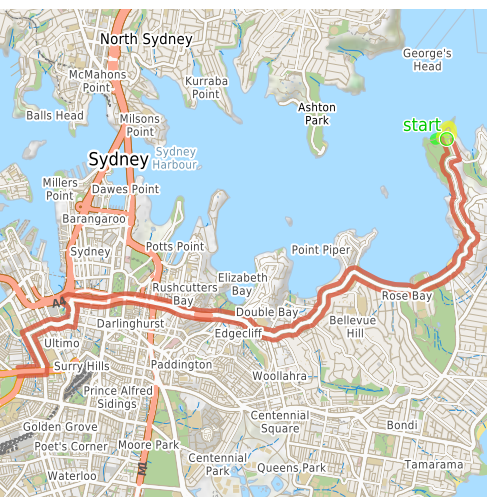 North Sydney
George's
Head
McMahons
Point
Kurraba
Point
Ashton
Park
Balls Head
Milsons
Point
start
Sydney
Sydney
Harbour
Millers
Point
Dawes Point
Barangaroo
Sydney
Potts Point
Point Piper
Elizabeth
Bay
Rushcutters
Bay
Rose Bay
A4
Double Bay
Darlinghurst
Edgecliff
Bellevue
Hill
Ultimo
Surry Hills
Paddington
Woollahra
Prince Alfred
Sidings
Centennial
Square
Golden Grove
Bondi
Poet's Corner
Moore Park
Centennial
Park
Queens Park
Tamarama
Waterloo
M1